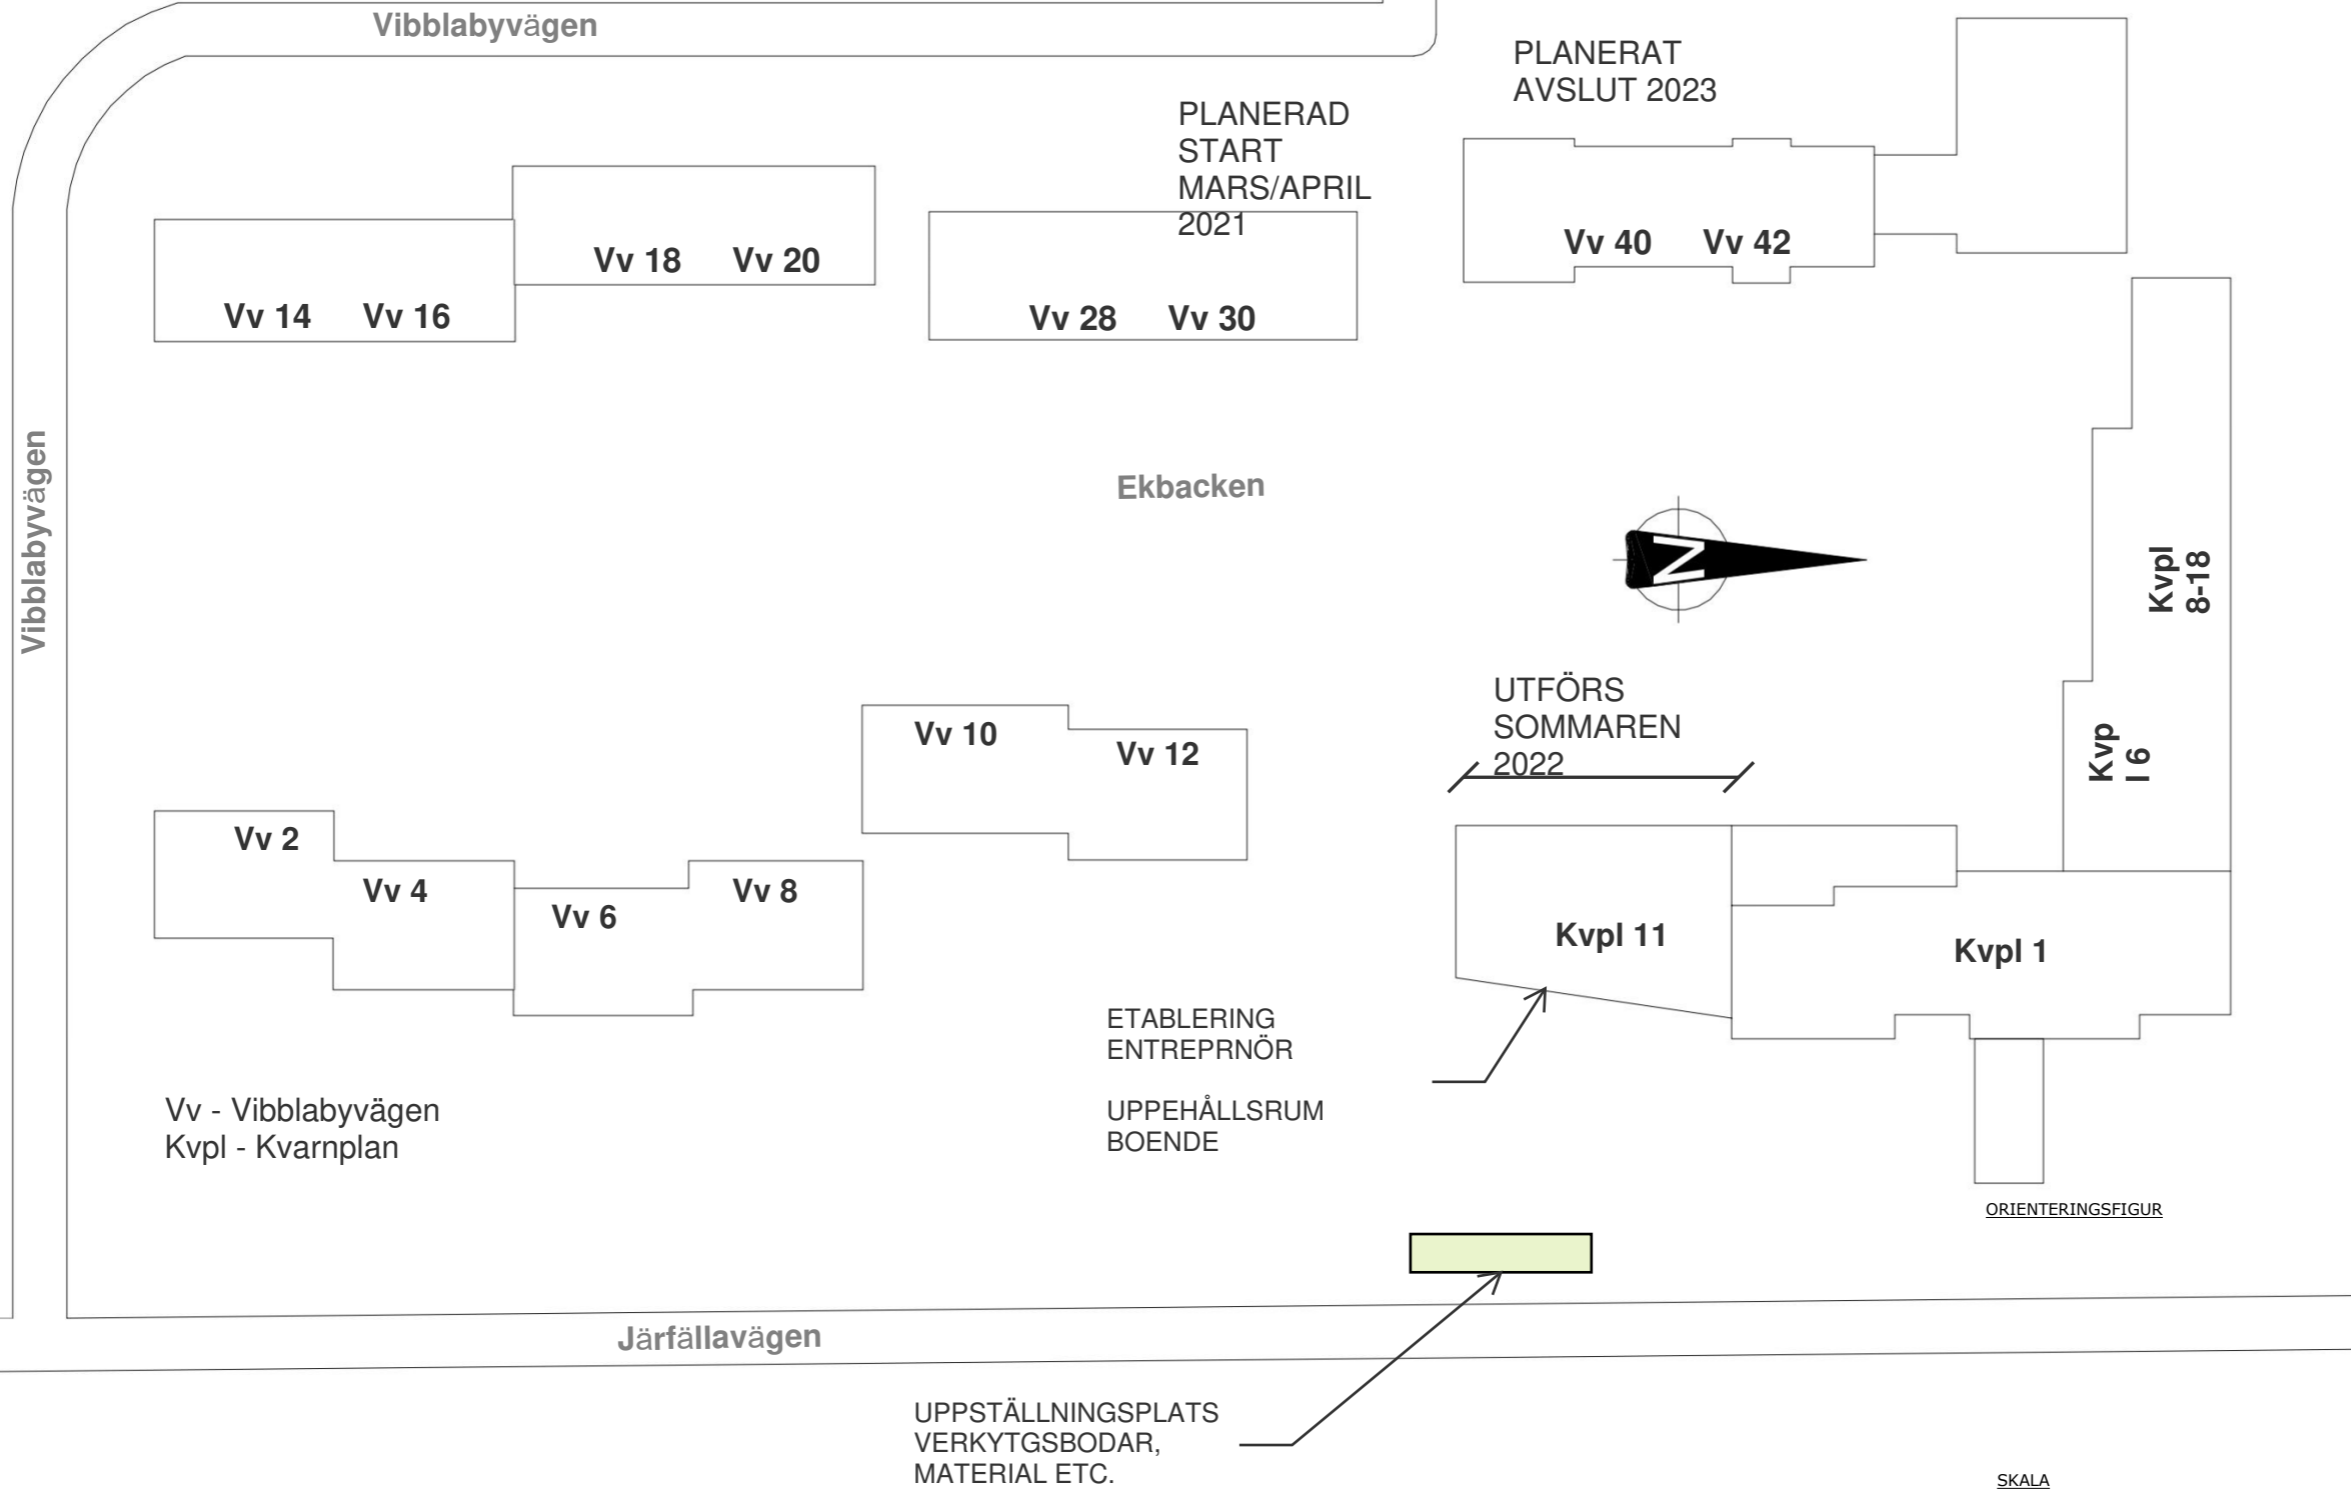 Vibblabyvägen
PLANERAT
AVSLUT 2023
PLANERAD
START
MARS/APRIL
2021
Vv 40 Vv 42
Vv 18 Vv 20
Vv 14 Vv 16
Vv 28 Vv 30
Vibblabyvägen
Ekbacken
N
Kvpl
8-18
UTFÖRS
SOMMAREN
2022
Kvp
l 6
Vv 10
Vv 12
Vv 2
Vv 4
Vv 6
Vv 8
Kvpl 11
Kvpl 1
ETABLERING
ENTREPRNÖR
UPPEHÅLLSRUM
BOENDE
Vv - Vibblabyvägen
Kvpl - Kvarnplan
ORIENTERINGSFIGUR
Järfällavägen
UPPSTÄLLNINGSPLATS
VERKYTGSBODAR,
MATERIAL ETC.
SKALA